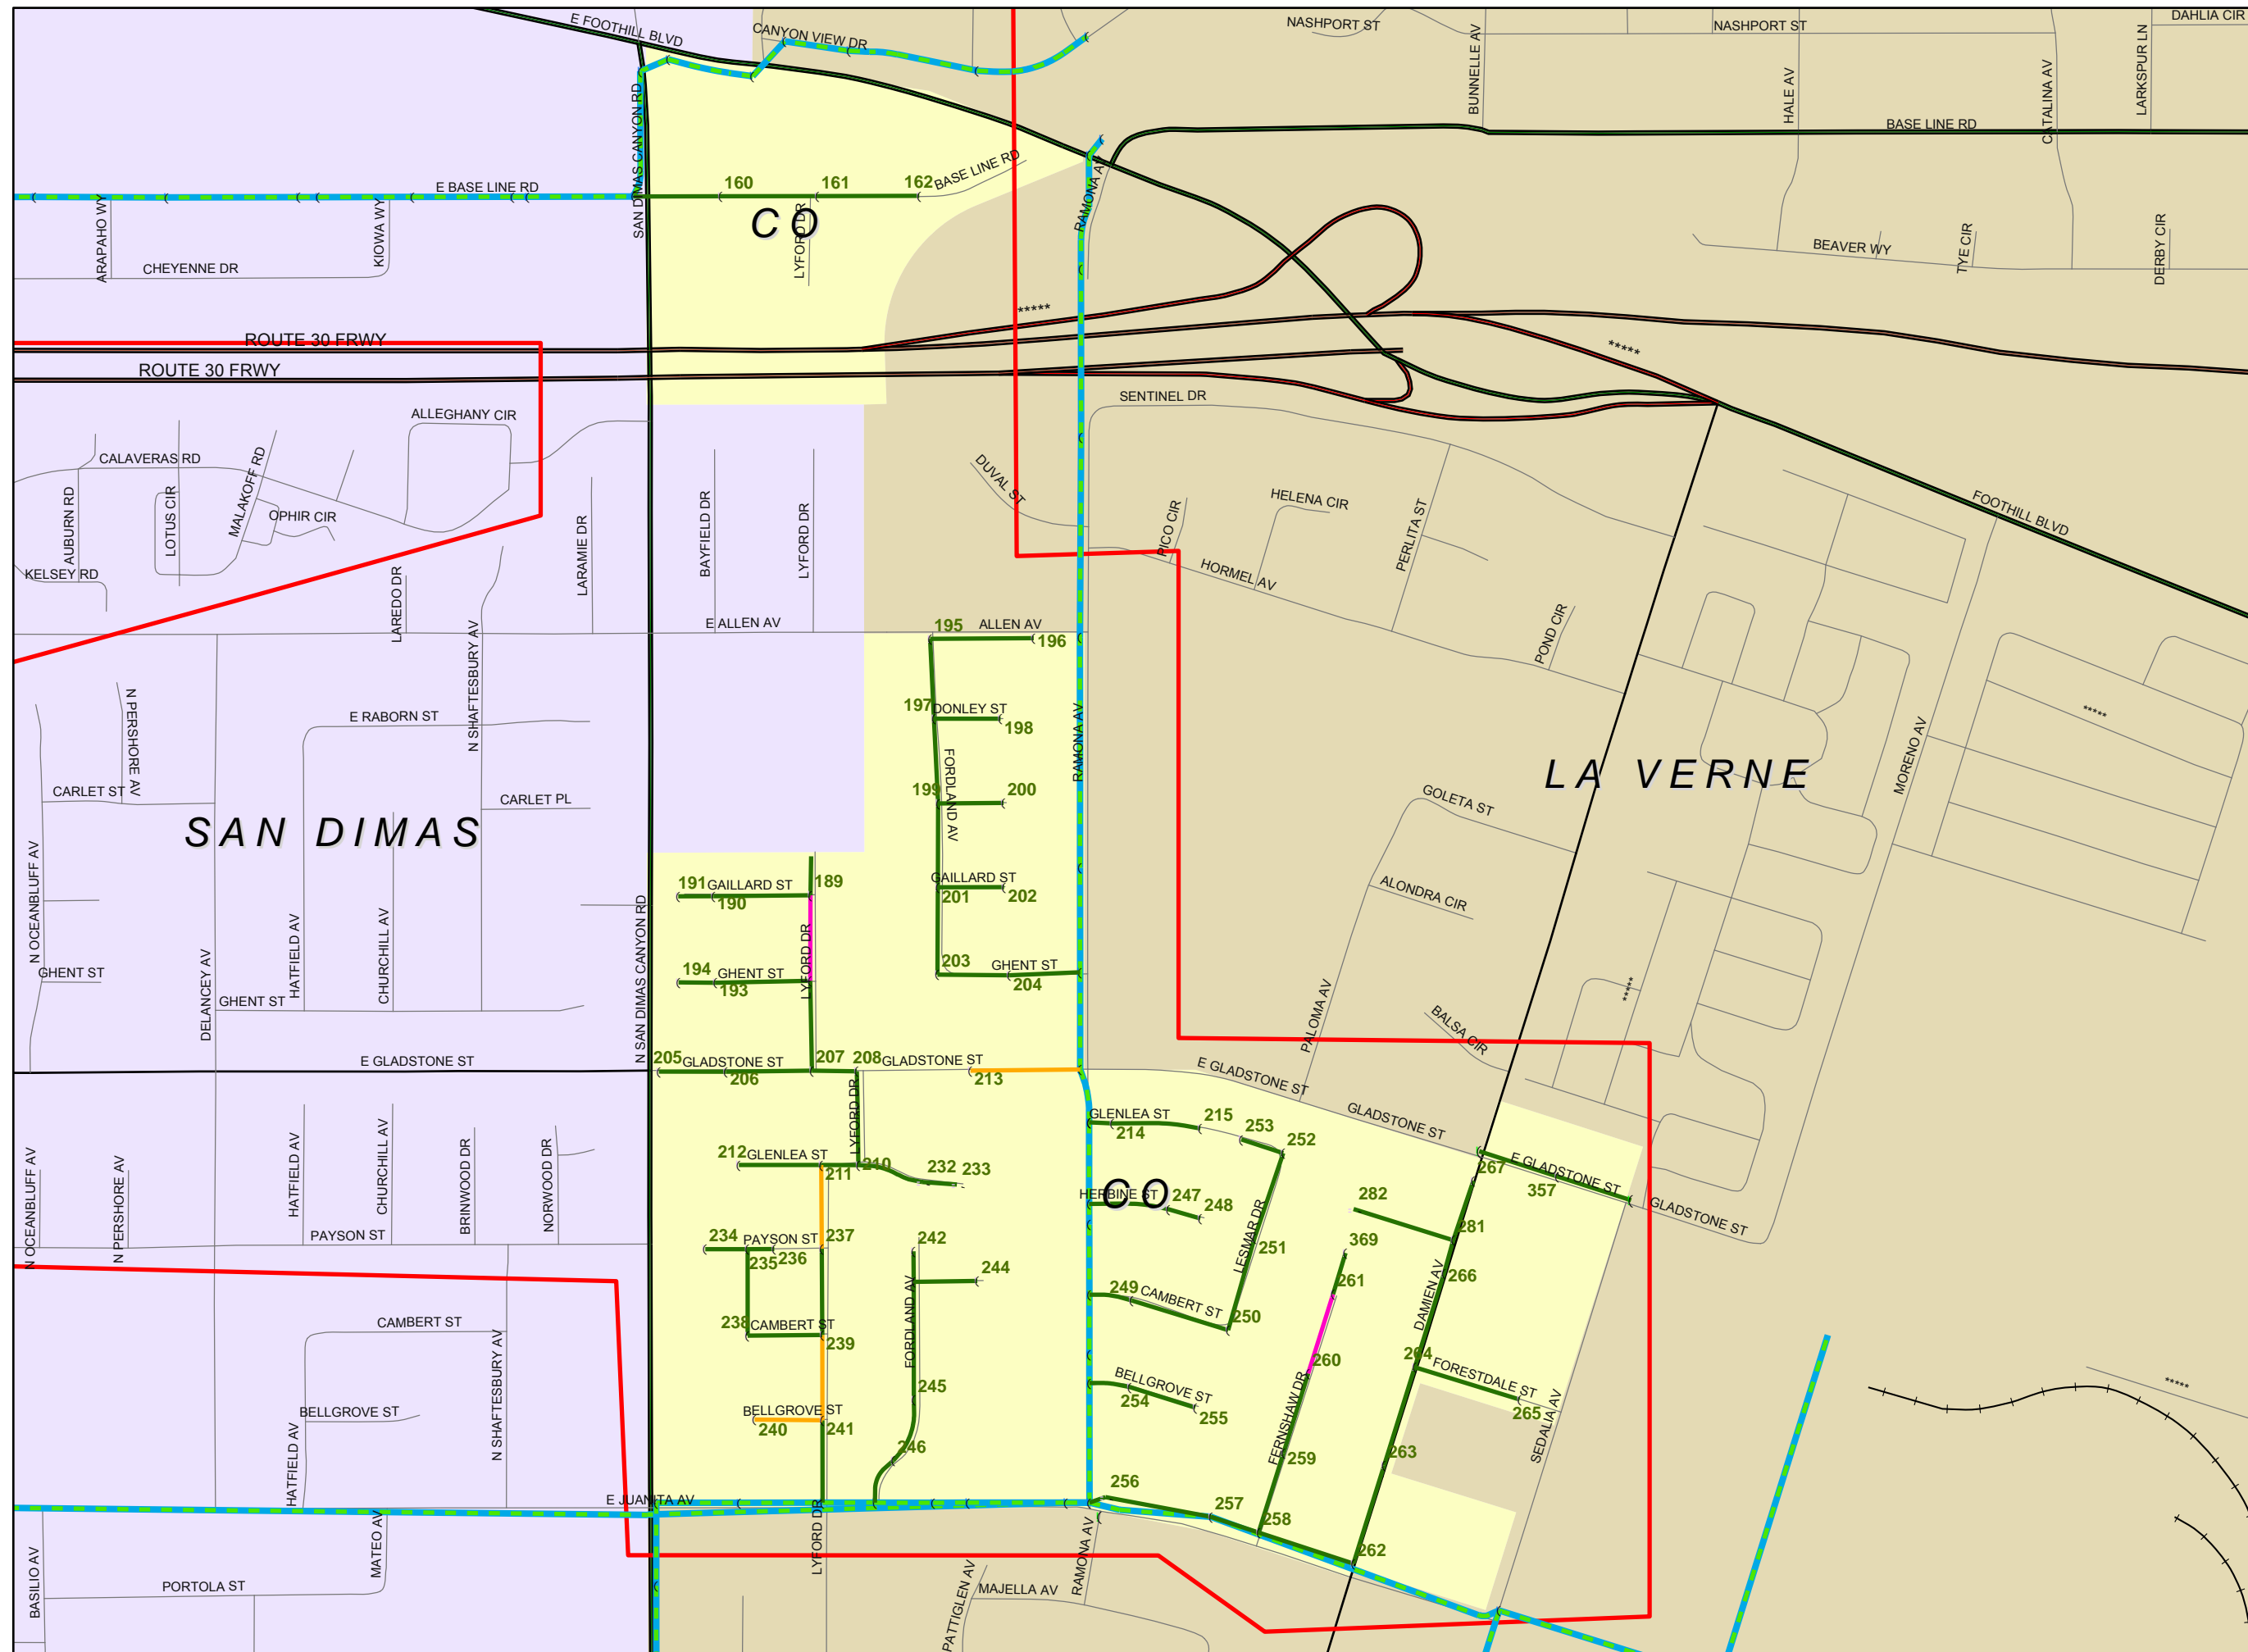 E FOOTHILL BLVD
CANYON VIEW DR
NASHPORT ST
NASHPORT ST
DAHLIA CIR
BUNNELLE AV
HALE AV
CATALINA AV
LARKSPUR LN
SAN DIMAS CANYON RD
BASE LINE RD
E BASE LINE RD
160
161
162
BASE LINE RD
RAMONA AV
ARAPAHO WY
KIOWA WY
CO
LYFORD DR
CHEYENNE DR
BEAVER WY
TYE CIR
DERBY CIR
*****
ROUTE 30 FRWY
ROUTE 30 FRWY
*****
ALLEGHANY CIR
SENTINEL DR
CALAVERAS RD
MALAKOFF RD
AUBURN RD
LOTUS CIR
OPHIR CIR
KELSEY RD
LAREDO DR
LARAMIE DR
BAYFIELD DR
LYFORD DR
DUVAL ST
PICO CIR
HELENA CIR
PERLITA ST
HORMEL AV
POND CIR
FOOTHILL BLVD
E ALLEN AV
195
ALLEN AV
196
N SHAFTESBURY AV
N PERSHORE AV
E RABORN ST
197
DONLEY ST
198
RAMONA AV
MORENO AV
*****
LA VERNE
CARLET ST
CARLET PL
199
200
FORDLAND AV
GOLETA ST
SAN DIMAS
N OCEANBLUFF AV
191
GAILLARD ST
189
190
GAILLARD ST
201
202
ALONDRA CIR
HATFIELD AV
CHURCHILL AV
N SAN DIMAS CANYON RD
LYFORD DR
194
GHENT ST
193
203
GHENT ST
204
GHENT ST
GHENT ST
DELANCEY AV
PALOMA AV
BALSA CIR
*****
E GLADSTONE ST
205
GLADSTONE ST
206
207
208
GLADSTONE ST
213
E GLADSTONE ST
GLADSTONE ST
LYFORD DR
GLENLEA ST
214
215
253
252
212
GLENLEA ST
211
210
232
233
267
E GLADSTONE ST
357
GLADSTONE ST
N OCEANBLUFF AV
N PERSHORE AV
HATFIELD AV
CHURCHILL AV
BRINWOOD DR
NORWOOD DR
HERBINE ST
CO
247
248
LESMAR DR
251
282
281
PAYSON ST
234
PAYSON ST
235
236
237
242
244
369
261
266
DAMIEN AV
249
CAMBERT ST
250
CAMBERT ST
238
CAMBERT ST
239
FORDLAND AV
260
264
FORESTDALE ST
265
N SHAFTESBURY AV
HATFIELD AV
BELLGROVE ST
BELLGROVE ST
240
241
245
246
BELLGROVE ST
254
255
FERNSHAW DR
259
263
SEDALIA AV
*****
E JUANITA AV
256
257
258
262
BASILIO AV
MATEO AV
PORTOLA ST
LYFORD DR
PATTIGLEN AV
MAJELLA AV
RAMONA AV